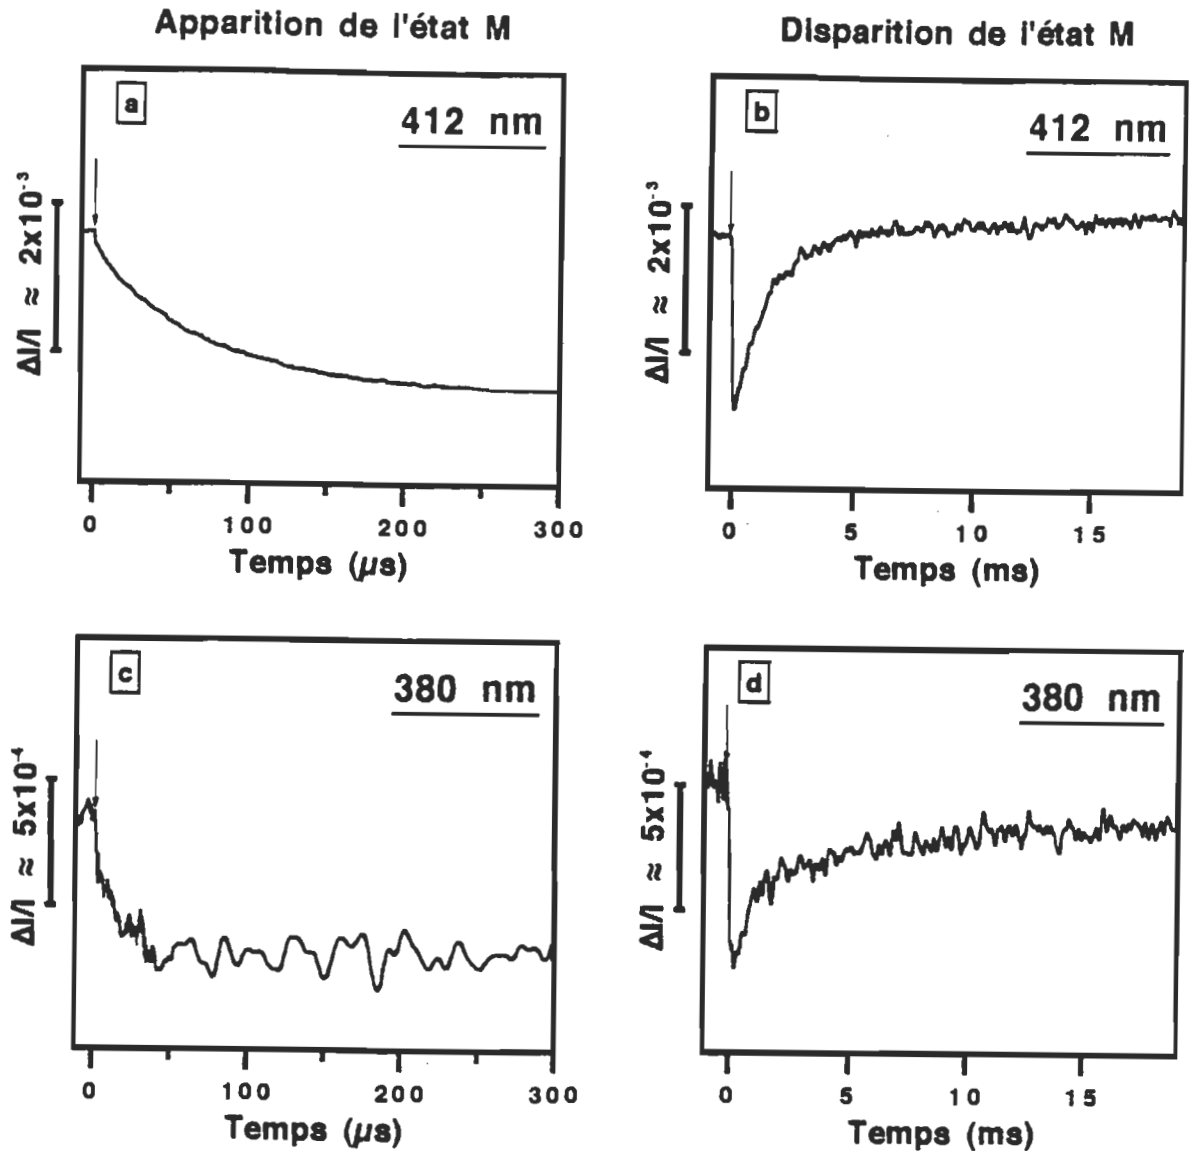 Apparition de l'état M
Disparition de l'état M
a
412 nm
ΔI/I ≈ 2x10⁻³
0 100 200 300
Temps (µs)
b
412 nm
ΔI/I ≈ 2x10⁻³
0 5 10 15
Temps (ms)
c
380 nm
ΔI/I ≈ 5x10⁻⁴
0 100 200 300
Temps (µs)
d
380 nm
ΔI/I ≈ 5x10⁻⁴
0 5 10 15
Temps (ms)